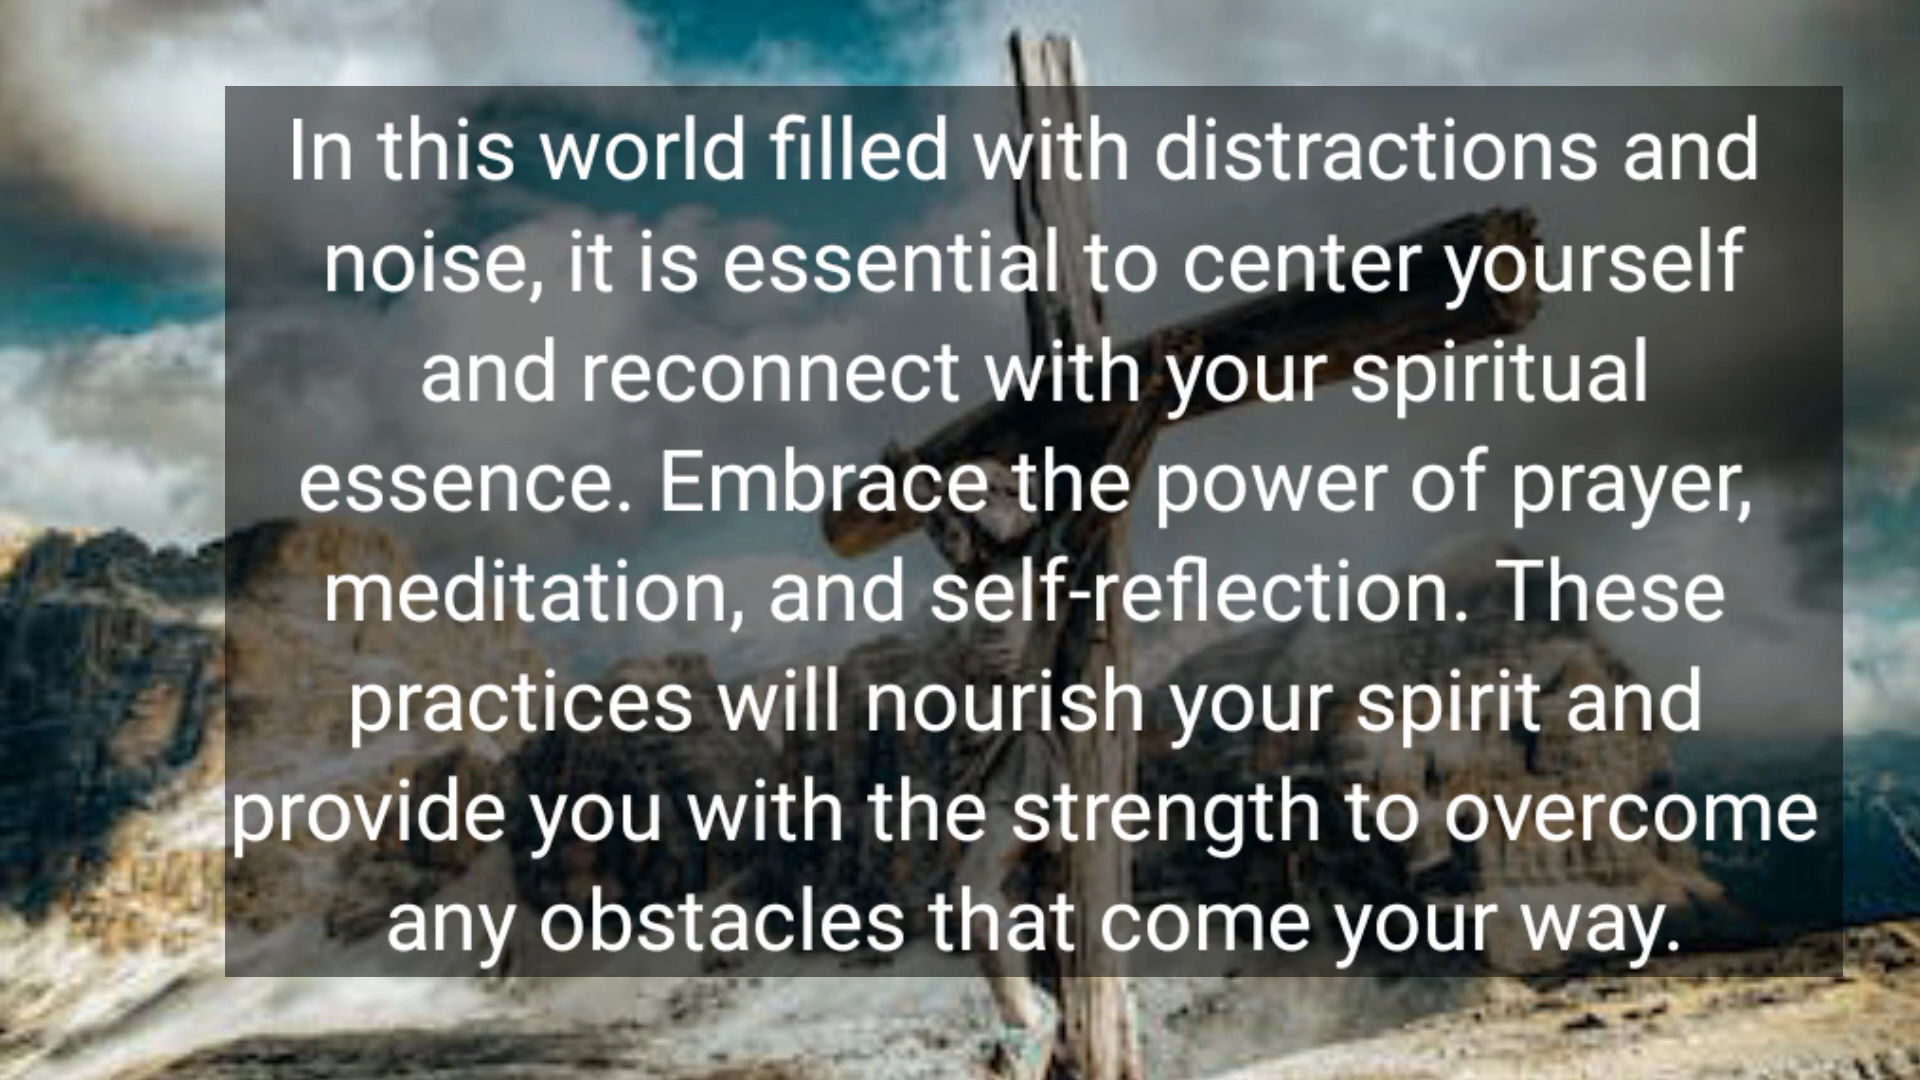 In this world filled with distractions and
noise, it is essential to center yourself
and reconnect with your spiritual
essence. Embrace the power of prayer,
meditation, and self-reflection. These
practices will nourish your spirit and
provide you with the strength to overcome
any obstacles that come your way.